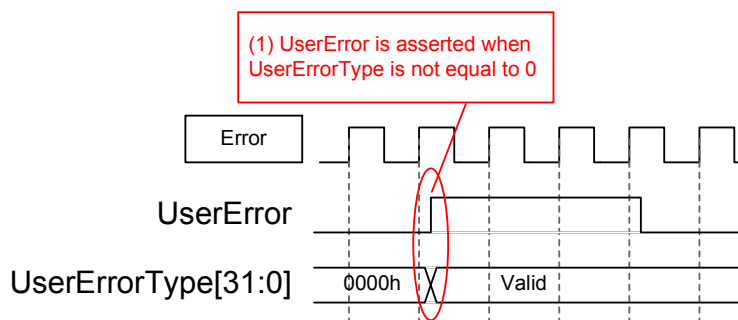 (1) UserError is asserted when
UserErrorType is not equal to 0
Error
UserError
UserErrorType[31:0]
0000h
Valid